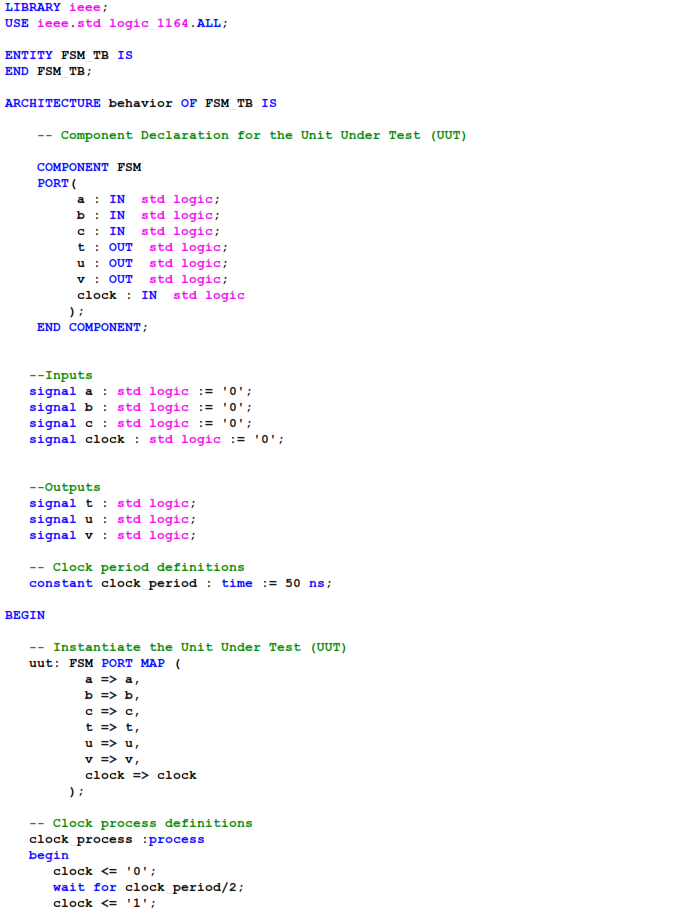 LIBRARY ieee;
USE ieee.std logic 1164.ALL;
ENTITY FSM TB IS
END FSM TB;
ARCHITECTURE behavior OF FSM TB IS
-- Component Declaration for the Unit Under Test (UUT)
COMPONENT FSM
PORT(
a : IN std logic;
b : IN std logic;
c : IN std logic;
t : OUT std logic;
u : OUT std logic;
v : OUT std logic;
clock : IN std logic
);
END COMPONENT;
--Inputs
signal a : std logic := '0';
signal b : std logic := '0';
signal c : std logic := '0';
signal clock : std logic := '0';
--Outputs
signal t : std logic;
signal u : std logic;
signal v : std logic;
-- Clock period definitions
constant clock period : time := 50 ns;
BEGIN
-- Instantiate the Unit Under Test (UUT)
uut: FSM PORT MAP (
a => a,
b => b,
c => c,
t => t,
u => u,
v => v,
clock => clock
);
-- Clock process definitions
clock process :process
begin
clock <= '0';
wait for clock period/2;
clock <= '1';